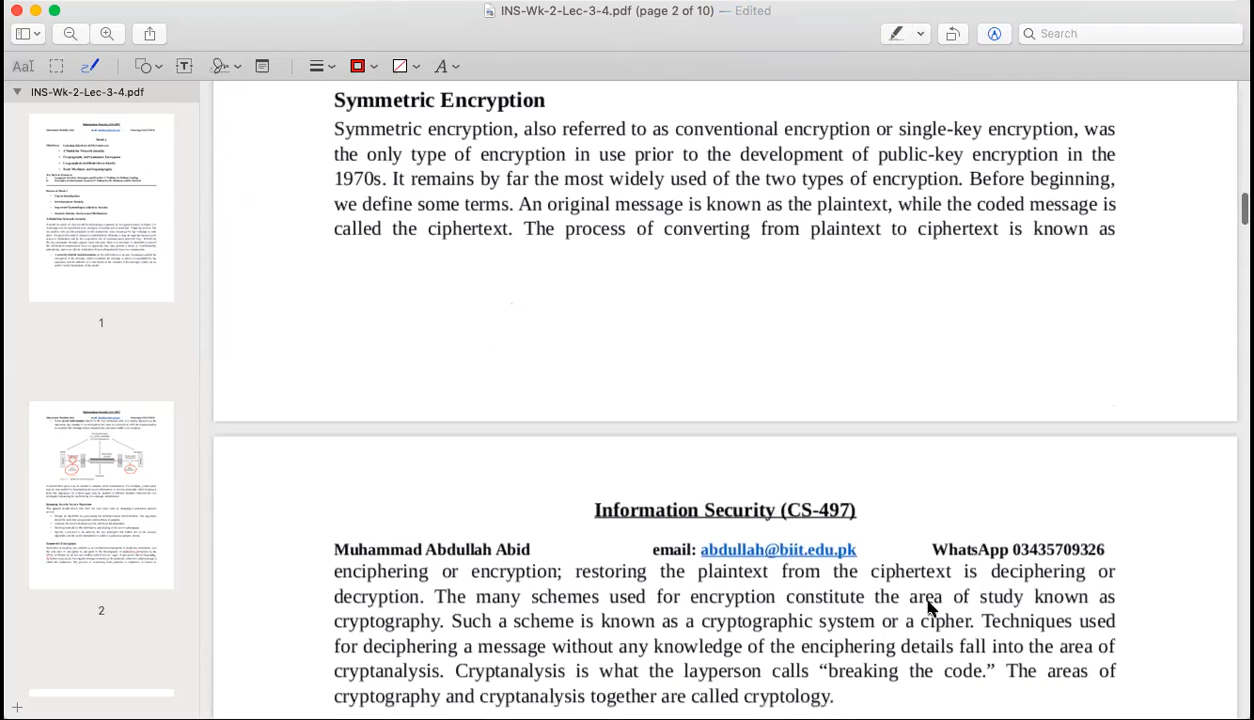 INS-Wk-2-Lec-3-4.pdf (page 2 of 10) — Edited
Search
INS-Wk-2-Lec-3-4.pdf
1
2
Symmetric Encryption
Symmetric encryption, also referred to as conventional encryption or single-key encryption, was
the only type of encryption in use prior to the development of public-key encryption in the
1970s. It remains by far the most widely used of the two types of encryption. Before beginning,
we define some terms. An original message is known as the plaintext, while the coded message is
called the ciphertext. The process of converting from plaintext to ciphertext is known as
Information Security (CS-497)
Muhammad Abdullah Abid email: abdullah@biit.edu.pk WhatsApp 03435709326
enciphering or encryption; restoring the plaintext from the ciphertext is deciphering or
decryption. The many schemes used for encryption constitute the area of study known as
cryptography. Such a scheme is known as a cryptographic system or a cipher. Techniques used
for deciphering a message without any knowledge of the enciphering details fall into the area of
cryptanalysis. Cryptanalysis is what the layperson calls “breaking the code.” The areas of
cryptography and cryptanalysis together are called cryptology.